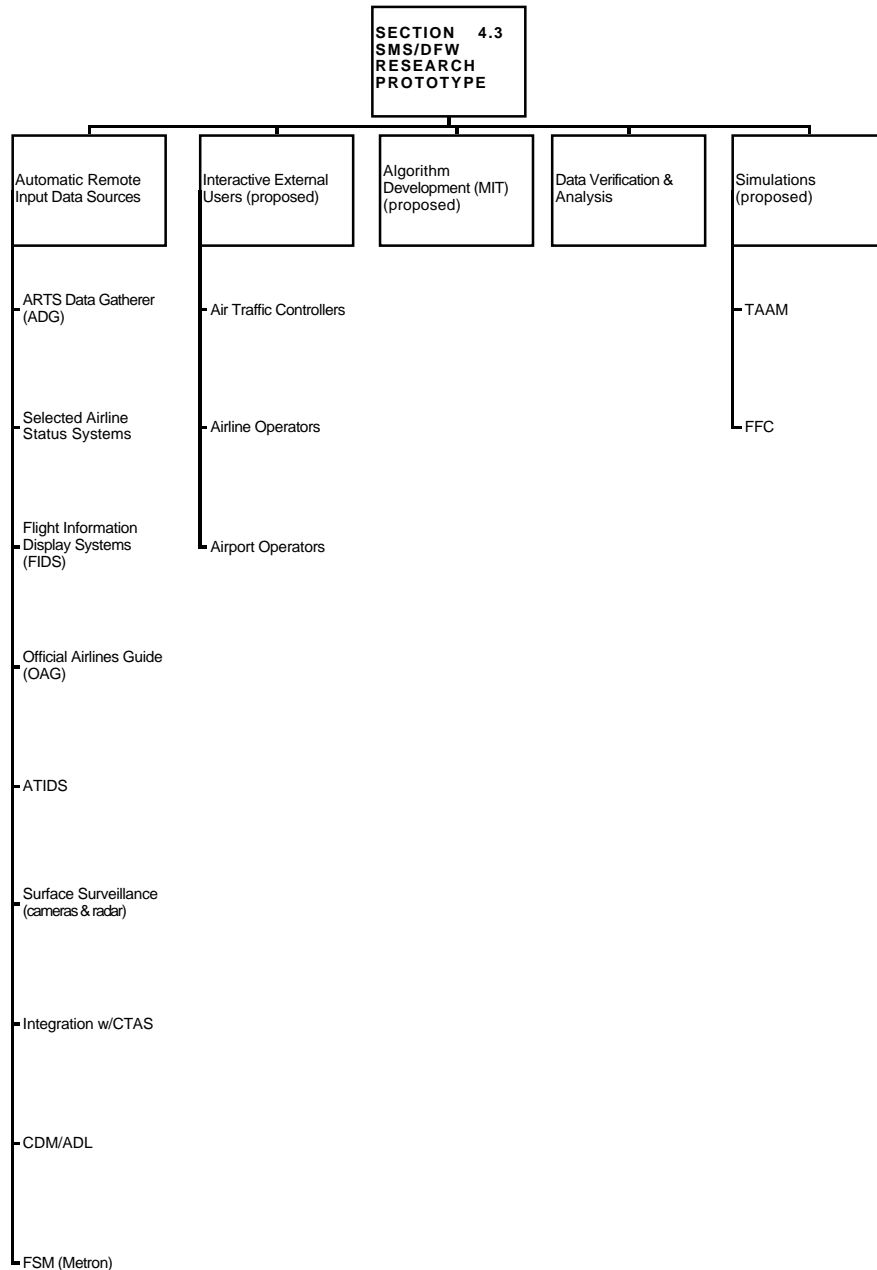 SECTION 4.3
SMS/DFW
RESEARCH
PROTOTYPE
Automatic Remote
Input Data Sources
Interactive External
Users (proposed)
Algorithm
Development (MIT)
(proposed)
Data Verification &
Analysis
Simulations
(proposed)
ARTS Data Gatherer
(ADG)
Selected Airline
Status Systems
Flight Information
Display Systems
(FIDS)
Official Airlines Guide
(OAG)
ATIDS
Surface Surveillance
(cameras & radar)
Integration w/CTAS
CDM/ADL
FSM (Metron)
Air Traffic Controllers
Airline Operators
Airport Operators
TAAM
FFC